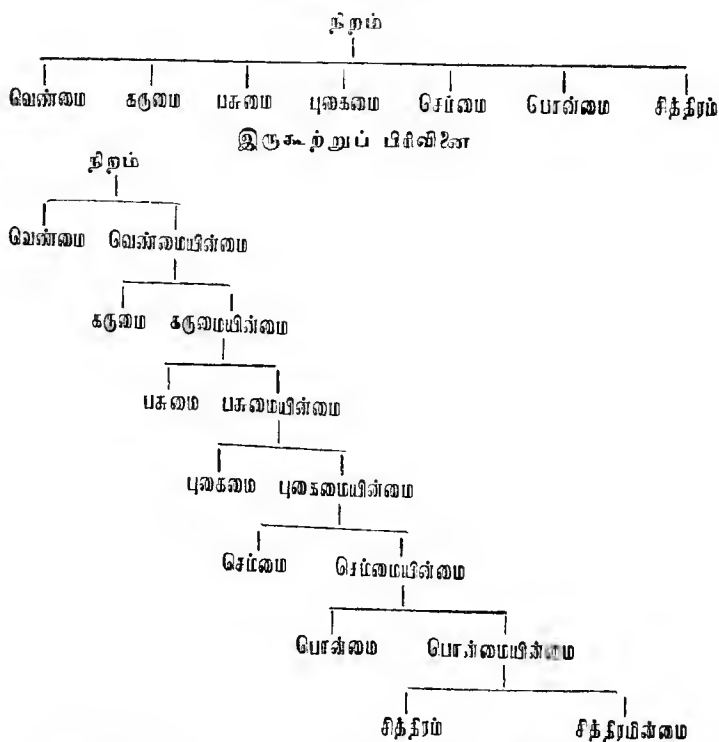 நிறம்
வெண்மை கருமை பசுமை புகைமை செம்மை பொன்மை சித்திரம்
இருகூற்றுப் பிரிவினை
நிறம்
வெண்மை வெண்மையின்மை
கருமை கருமையின்மை
பசுமை பசுமையின்மை
புகைமை புகைமையின்மை
செம்மை செம்மையின்மை
பொன்மை பொன்மையின்மை
சித்திரம் சித்திரமின்மை